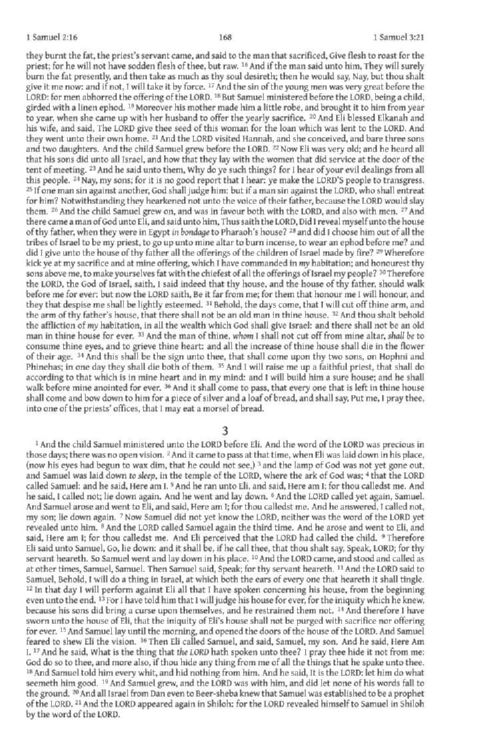 1 Samuel 2:16 168 1 Samuel 3:21
they burnt the fat, the priest's servant came, and said to the man that sacrificed, Give flesh to roast for the
priest; for he will not have sodden flesh of thee, but raw. 16 And if the man said unto him, They will surely
burn the fat presently, and then take as much as thy soul desireth; then he would say, Nay, but thou shalt
give it me now: and if not, I will take it by force. 17 And the sin of the young men was very great before the
LORD: for men abhorred the offering of the LORD. 18 But Samuel ministered before the LORD, being a child,
girded with a linen ephod. 19 Moreover his mother made him a little robe, and brought it to him from year
to year, when she came up with her husband to offer the yearly sacrifice. 20 And Eli blessed Elkanah and
his wife, and said, The LORD give thee seed of this woman for the loan which was lent to the LORD. And
they went unto their own home. 21 And the LORD visited Hannah, and she conceived, and bare three sons
and two daughters. And the child Samuel grew before the LORD. 22 Now Eli was very old; and he heard all
that his sons did unto all Israel, and how that they lay with the women that did service at the door of the
tent of meeting. 23 And he said unto them, Why do ye such things? for I hear of your evil dealings from all
this people. 24 Nay, my sons; for it is no good report that I hear: ye make the LORD'S people to transgress.
25 If one man sin against another, God shall judge him: but if a man sin against the LORD, who shall entreat
for him? Notwithstanding they hearkened not unto the voice of their father, because the LORD would slay
them. 26 And the child Samuel grew on, and was in favour both with the LORD, and also with men. 27 And
there came a man of God unto Eli, and said unto him, Thus saith the LORD, Did I reveal myself unto the house
of thy father, when they were in Egypt in bondage to Pharaoh's house? 28 and did I choose him out of all the
tribes of Israel to be my priest, to go up unto mine altar to burn incense, to wear an ephod before me? and
did I give unto the house of thy father all the offerings of the children of Israel made by fire? 29 Wherefore
kick ye at my sacrifice and at mine offering, which I have commanded in my habitation; and honourest thy
sons above me, to make yourselves fat with the chiefest of all the offerings of Israel my people? 30 Therefore
the LORD, the God of Israel, saith, I said indeed that thy house, and the house of thy father, should walk
before me for ever: but now the LORD saith, Be it far from me; for them that honour me I will honour, and
they that despise me shall be lightly esteemed. 31 Behold, the days come, that I will cut off thine arm, and
the arm of thy father's house, that there shall not be an old man in thine house. 32 And thou shalt behold
the affliction of my habitation, in all the wealth which God shall give Israel: and there shall not be an old
man in thine house for ever. 33 And the man of thine, whom I shall not cut off from mine altar, shall be to
consume thine eyes, and to grieve thine heart: and all the increase of thine house shall die in the flower
of their age. 34 And this shall be the sign unto thee, that shall come upon thy two sons, on Hophni and
Phinehas; in one day they shall die both of them. 35 And I will raise me up a faithful priest, that shall do
according to that which is in mine heart and in my mind: and I will build him a sure house; and he shall
walk before mine anointed for ever. 36 And it shall come to pass, that every one that is left in thine house
shall come and bow down to him for a piece of silver and a loaf of bread, and shall say, Put me, I pray thee,
into one of the priests' offices, that I may eat a morsel of bread.
3
1 And the child Samuel ministered unto the LORD before Eli. And the word of the LORD was precious in
those days; there was no open vision. 2 And it came to pass at that time, when Eli was laid down in his place,
(now his eyes had begun to wax dim, that he could not see,) 3 and the lamp of God was not yet gone out,
and Samuel was laid down to sleep, in the temple of the LORD, where the ark of God was; 4 that the LORD
called Samuel: and he said, Here am I. 5 And he ran unto Eli, and said, Here am I; for thou calledst me. And
he said, I called not; lie down again. And he went and lay down. 6 And the LORD called yet again, Samuel.
And Samuel arose and went to Eli, and said, Here am I; for thou calledst me. And he answered, I called not,
my son; lie down again. 7 Now Samuel did not yet know the LORD, neither was the word of the LORD yet
revealed unto him. 8 And the LORD called Samuel again the third time. And he arose and went to Eli, and
said, Here am I; for thou calledst me. And Eli perceived that the LORD had called the child. 9 Therefore
Eli said unto Samuel, Go, lie down: and it shall be, if he call thee, that thou shalt say, Speak, LORD; for thy
servant heareth. So Samuel went and lay down in his place. 10 And the LORD came, and stood and called as
at other times, Samuel, Samuel. Then Samuel said, Speak; for thy servant heareth. 11 And the LORD said to
Samuel, Behold, I will do a thing in Israel, at which both the ears of every one that heareth it shall tingle.
12 In that day I will perform against Eli all that I have spoken concerning his house, from the beginning
even unto the end. 13 For I have told him that I will judge his house for ever, for the iniquity which he knew,
because his sons did bring a curse upon themselves, and he restrained them not. 14 And therefore I have
sworn unto the house of Eli, that the iniquity of Eli's house shall not be purged with sacrifice nor offering
for ever. 15 And Samuel lay until the morning, and opened the doors of the house of the LORD. And Samuel
feared to shew Eli the vision. 16 Then Eli called Samuel, and said, Samuel, my son. And he said, Here Am
I. 17 And he said, What is the thing that the LORD hath spoken unto thee? I pray thee hide it not from me:
God do so to thee, and more also, if thou hide any thing from me of all the things that he spake unto thee.
18 And Samuel told him every whit, and hid nothing from him. And he said, It is the LORD: let him do what
seemeth him good. 19 And Samuel grew, and the LORD was with him, and did let none of his words fall to
the ground. 20 And all Israel from Dan even to Beer-sheba knew that Samuel was established to be a prophet
of the LORD. 21 And the LORD appeared again in Shiloh: for the LORD revealed himself to Samuel in Shiloh
by the word of the LORD.